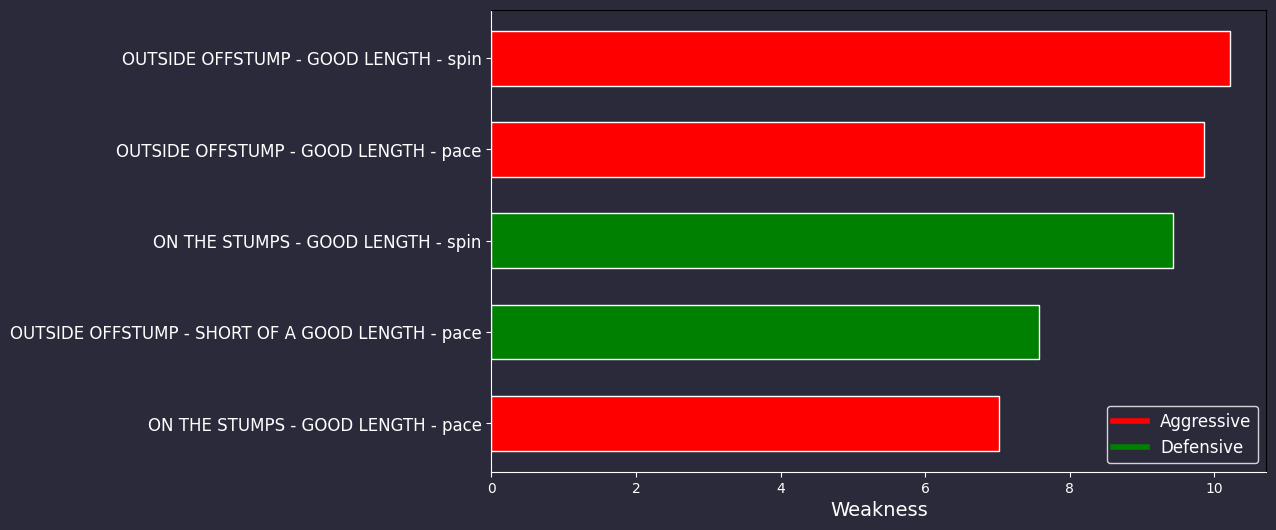 OUTSIDE OFFSTUMP - GOOD LENGTH - spin
OUTSIDE OFFSTUMP - GOOD LENGTH - pace
ON THE STUMPS - GOOD LENGTH - spin
OUTSIDE OFFSTUMP - SHORT OF A GOOD LENGTH - pace
ON THE STUMPS - GOOD LENGTH - pace
Aggressive
Defensive
0 2 4 6 8 10
Weakness